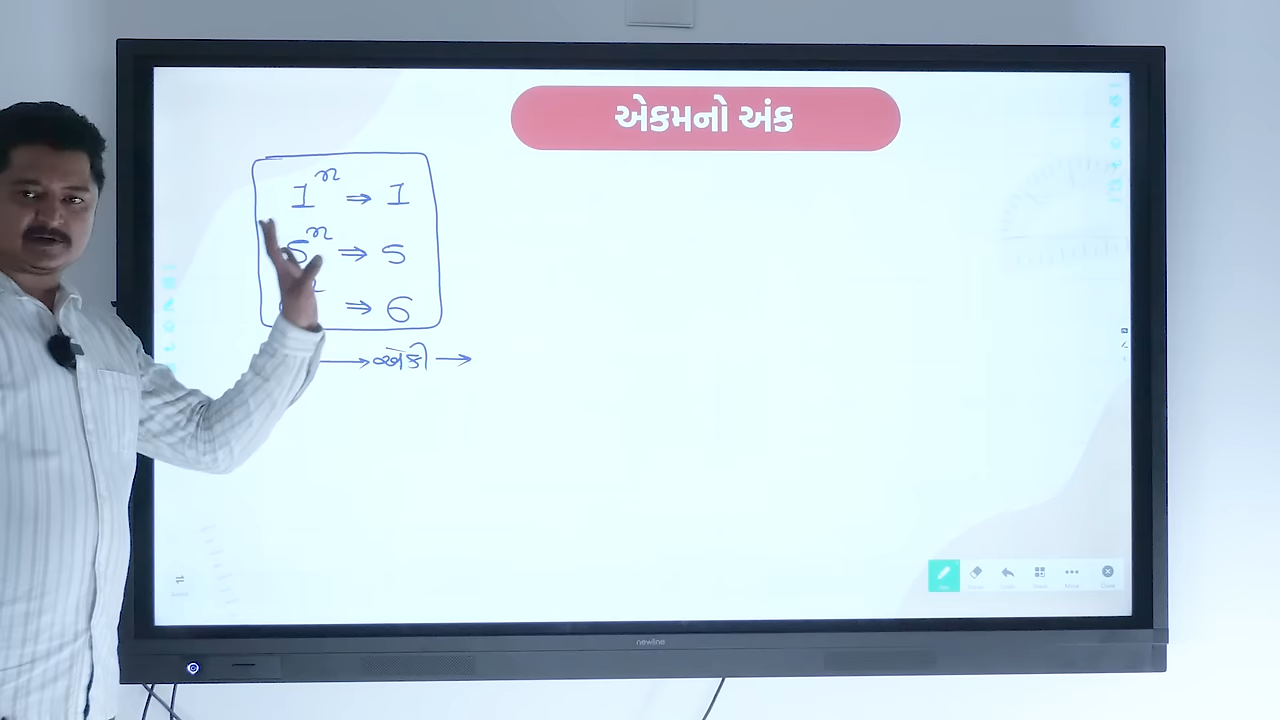 એકમનો અંક
1ⁿ ⇒ 1
5ⁿ ⇒ 5
⇒ 6
→ એકી →
newline